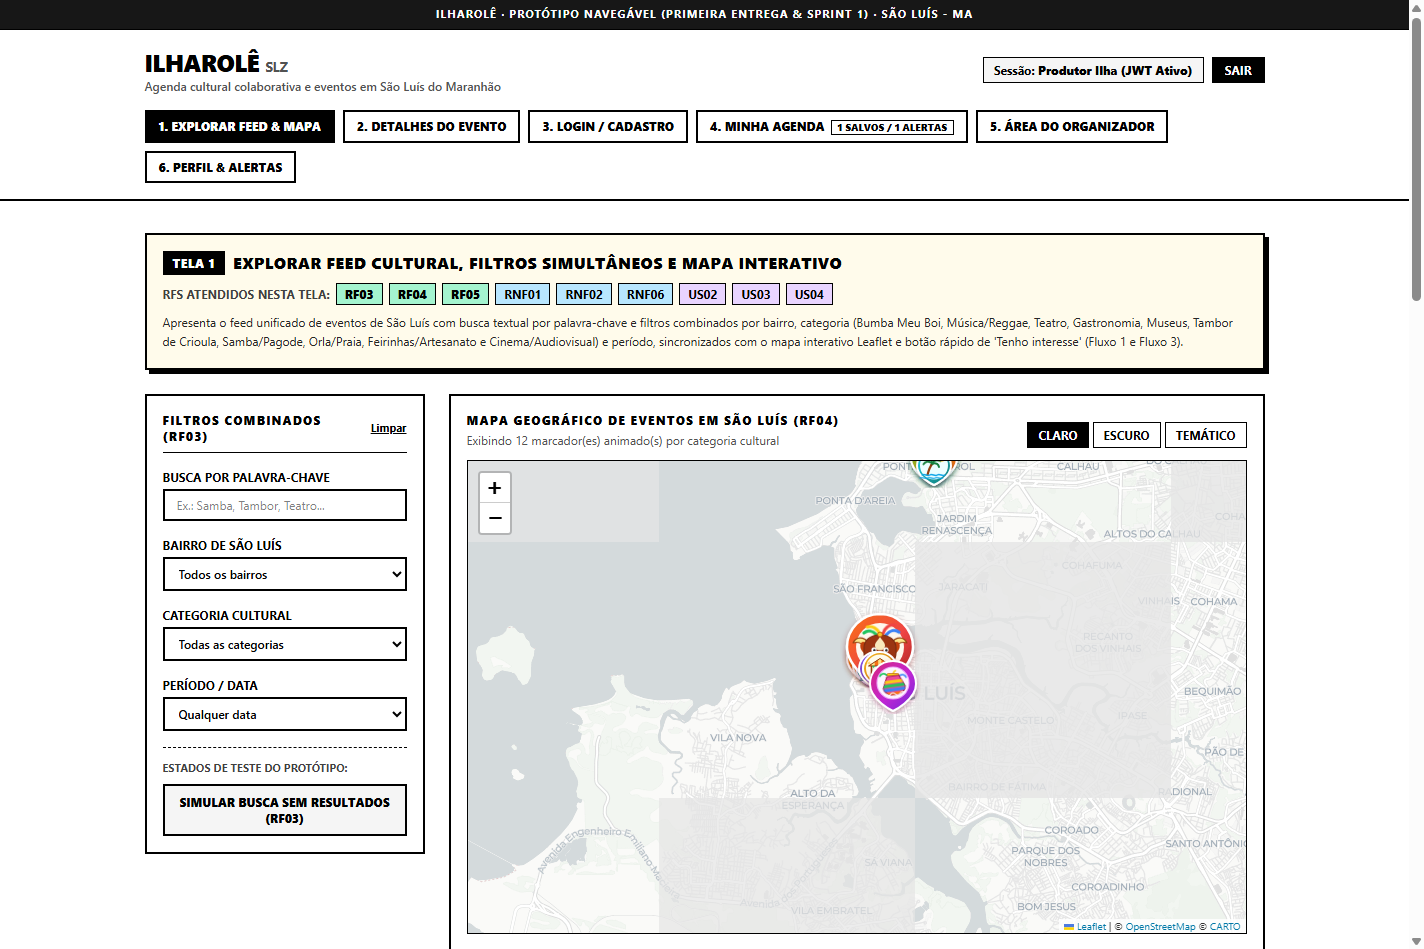 ILHAROLÊ · PROTÓTIPO NAVEGÁVEL (PRIMEIRA ENTREGA & SPRINT 1) · SÃO LUÍS - MA
ILHAROLÊ SLZ
Agenda cultural colaborativa e eventos em São Luís do Maranhão
Sessão: Produtor Ilha (JWT Ativo)
SAIR
1. EXPLORAR FEED & MAPA
2. DETALHES DO EVENTO
3. LOGIN / CADASTRO
4. MINHA AGENDA 1 SALVOS / 1 ALERTAS
5. ÁREA DO ORGANIZADOR
6. PERFIL & ALERTAS
TELA 1 EXPLORAR FEED CULTURAL, FILTROS SIMULTÂNEOS E MAPA INTERATIVO
RFS ATENDIDOS NESTA TELA: RF03 RF04 RF05 RNF01 RNF02 RNF06 US02 US03 US04
Apresenta o feed unificado de eventos de São Luís com busca textual por palavra-chave e filtros combinados por bairro, categoria (Bumba Meu Boi, Música/Reggae, Teatro, Gastronomia, Museus, Tambor
de Crioula, Samba/Pagode, Orla/Praia, Feirinhas/Artesanato e Cinema/Audiovisual) e período, sincronizados com o mapa interativo Leaflet e botão rápido de 'Tenho interesse' (Fluxo 1 e Fluxo 3).
FILTROS COMBINADOS
(RF03)
Limpar
BUSCA POR PALAVRA-CHAVE
Ex.: Samba, Tambor, Teatro...
BAIRRO DE SÃO LUÍS
Todos os bairros
CATEGORIA CULTURAL
Todas as categorias
PERÍODO / DATA
Qualquer data
ESTADOS DE TESTE DO PROTÓTIPO:
SIMULAR BUSCA SEM RESULTADOS
(RF03)
MAPA GEOGRÁFICO DE EVENTOS EM SÃO LUÍS (RF04)
Exibindo 12 marcador(es) animado(s) por categoria cultural
CLARO
ESCURO
TEMÁTICO
+
−
CALHAU
PONTA D'AREIA
JARDIM
RENASCENÇA
ALTOS DO CALHAU
COHAFUMA
SÃO FRANCISCO
JARACATI
VINHAIS
COHAMA
RECANTO
DOS VINHAIS
LUÍS
BEQUIMÃO
MONTE CASTELO
IPASE
VILA NOVA
PÃO DE
ALTO DA
ESPERANÇA
BAIRRO DE FÁTIMA
RADIONAL
COROADO
SANTO ANTÔNIO
PARQUE DOS
NOBRES
SÁ VIANA
COROADINHO
VILA EMBRATEL
BOM JESUS
Leaflet | © OpenStreetMap © CARTO